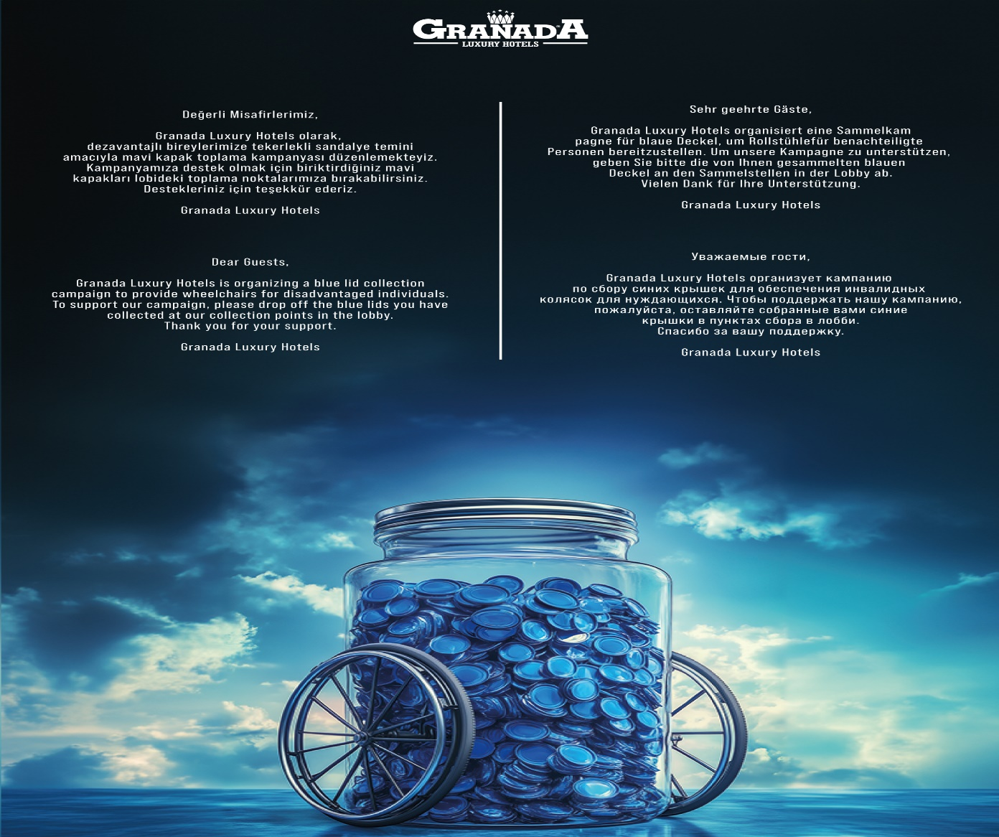 GRANADA
LUXURY HOTELS
Değerli Misafirlerimiz,
Granada Luxury Hotels olarak,
dezavantajlı bireylerimize tekerlekli sandalye temini
amacıyla mavi kapak toplama kampanyası düzenlemekteyiz.
Kampanyamıza destek olmak için biriktirdiğiniz mavi
kapakları lobideki toplama noktalarımıza bırakabilirsiniz.
Destekleriniz için teşekkür ederiz.
Granada Luxury Hotels
Dear Guests,
Granada Luxury Hotels is organizing a blue lid collection
campaign to provide wheelchairs for disadvantaged individuals.
To support our campaign, please drop off the blue lids you have
collected at our collection points in the lobby.
Thank you for your support.
Granada Luxury Hotels
Sehr geehrte Gäste,
Granada Luxury Hotels organisiert eine Sammelkam
pagne für blaue Deckel, um Rollstühlefür benachteiligte
Personen bereitzustellen. Um unsere Kampagne zu unterstützen,
geben Sie bitte die von Ihnen gesammelten blauen
Deckel an den Sammelstellen in der Lobby ab.
Vielen Dank für Ihre Unterstützung.
Granada Luxury Hotels
Уважаемые гости,
Granada Luxury Hotels организует кампанию
по сбору синих крышек для обеспечения инвалидных
колясок для нуждающихся. Чтобы поддержать нашу кампанию,
пожалуйста, оставляйте собранные вами синие
крышки в пунктах сбора в лобби.
Спасибо за вашу поддержку.
Granada Luxury Hotels